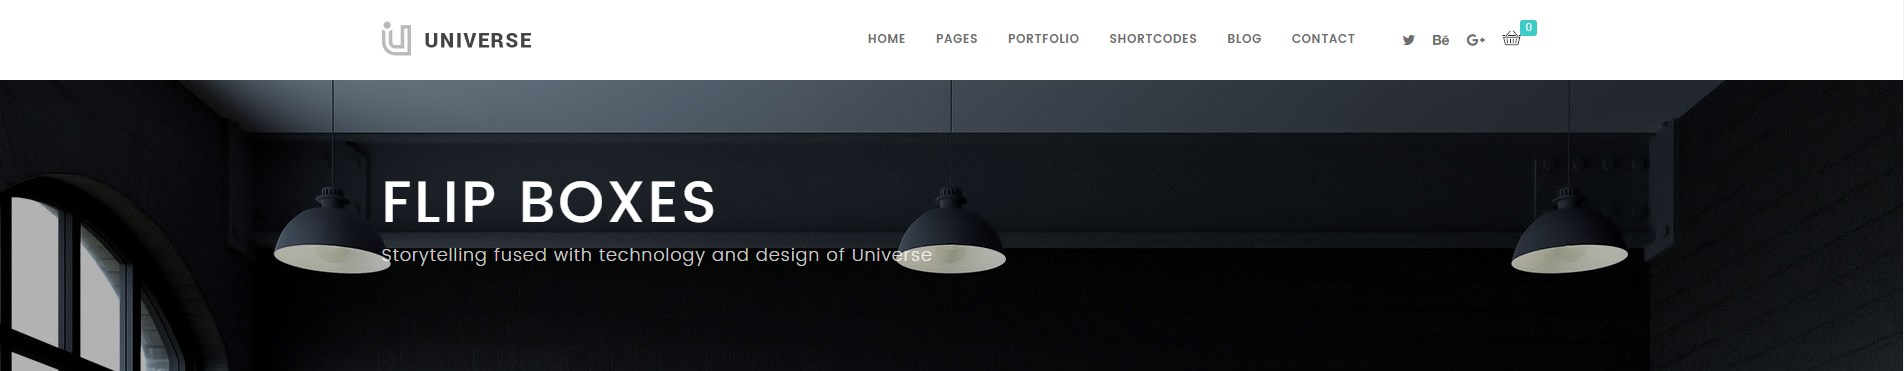 UNIVERSE
HOME PAGES PORTFOLIO SHORTCODES BLOG CONTACT Bē G+ 0
FLIP BOXES
Storytelling fused with technology and design of Universe